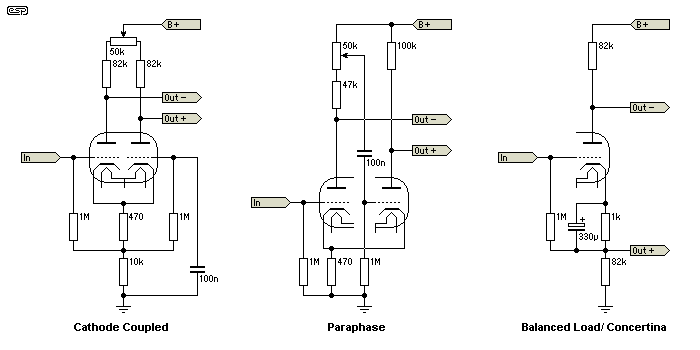 esp
B +
50k
82k
82k
Out –
Out +
In
1M
470
1M
10k
100n
Cathode Coupled
B +
50k
100k
47k
Out –
Out +
100n
In
1M
470
1M
Paraphase
B +
82k
Out –
In
1M
+
1k
330µ
Out +
82k
Balanced Load/ Concertina